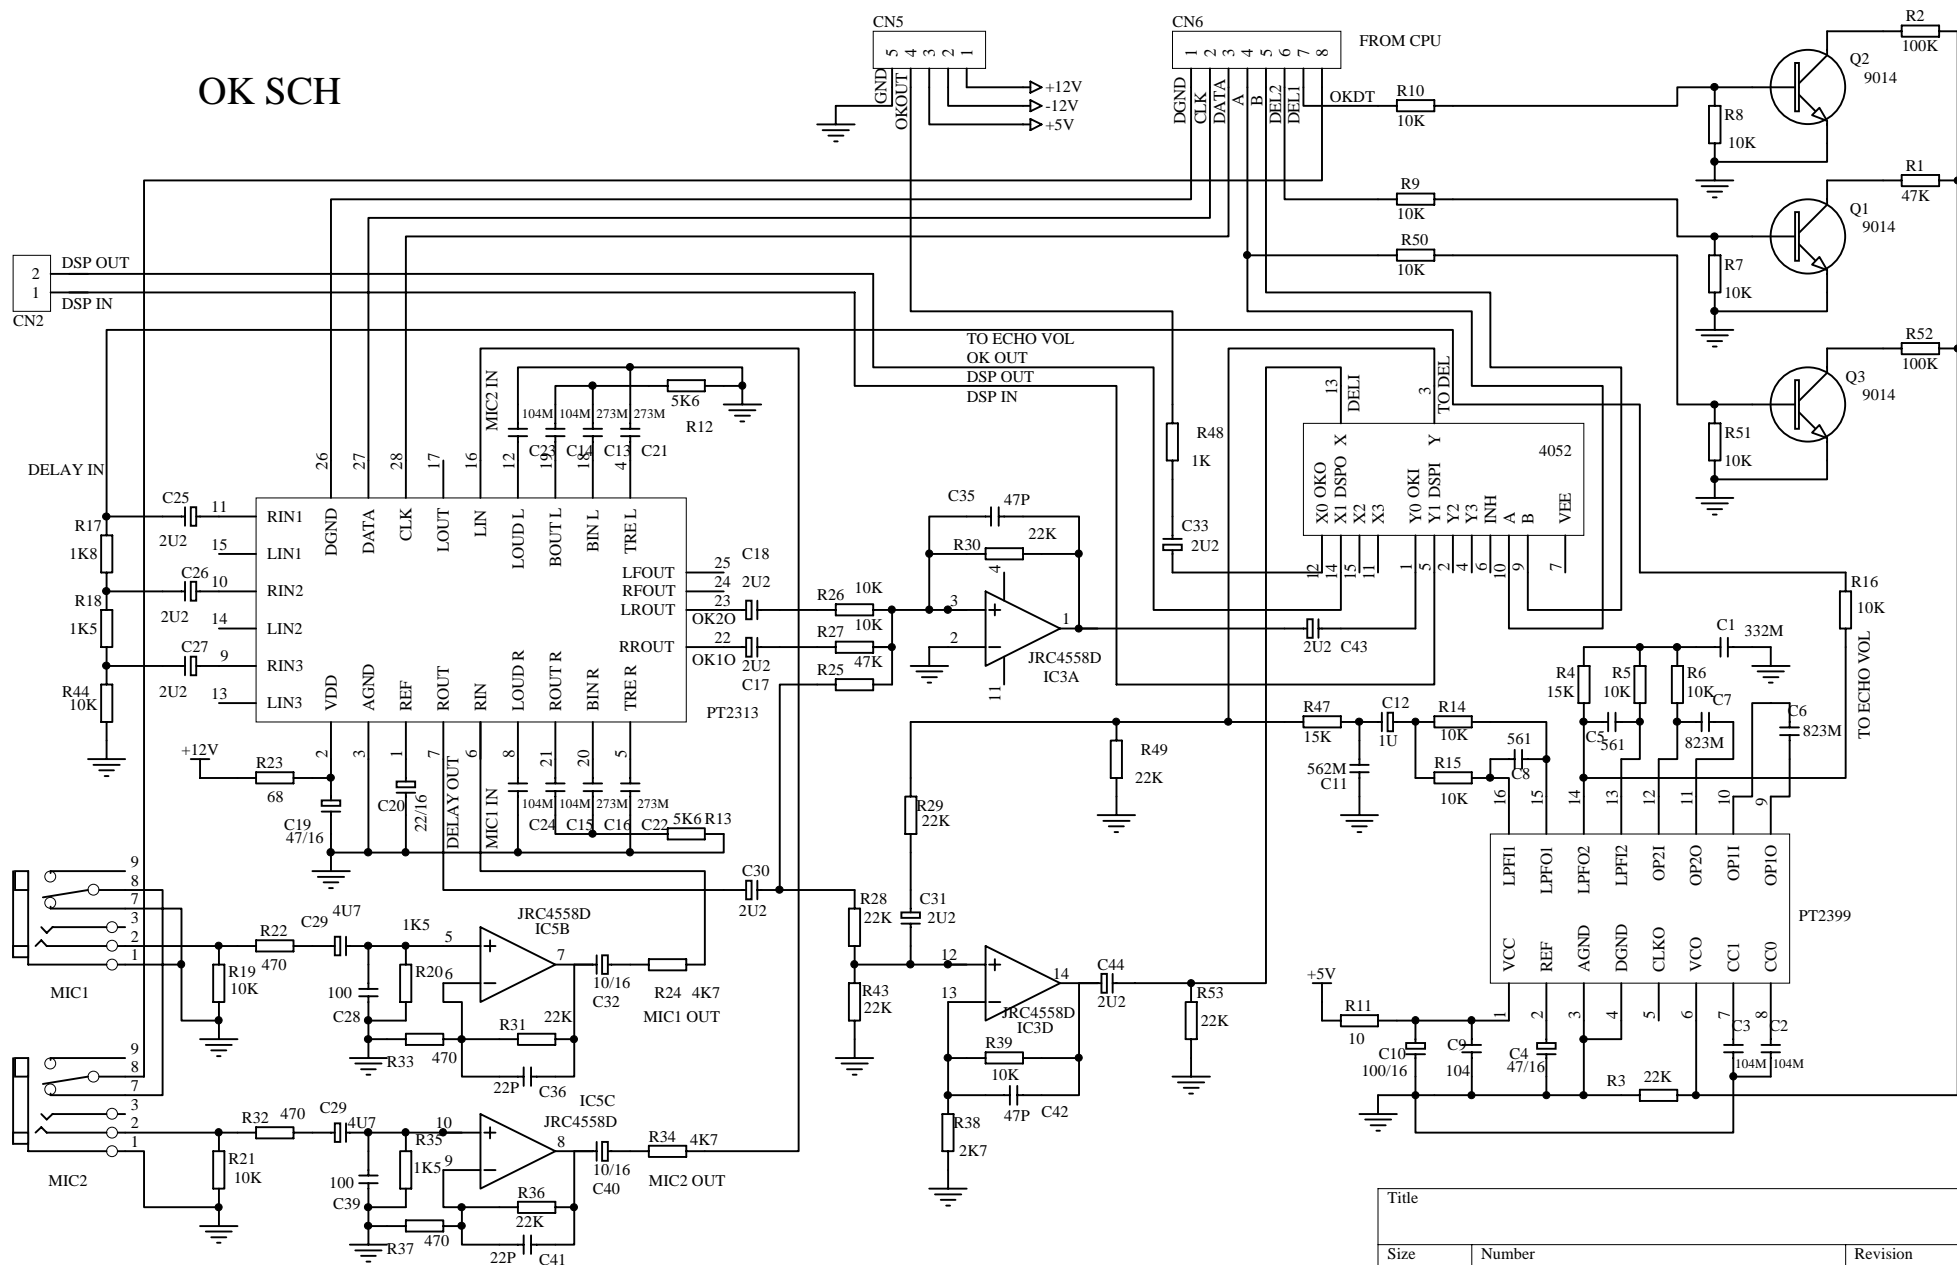 OK SCH
CN5
5 4 3 2 1
GND
OKOUT
+12V
-12V
+5V
CN6
1 2 3 4 5 6 7 8
FROM CPU
DGND
CLK
DATA
A
B
DEL2
DEL1
OKDT
R10
10K
R8
10K
Q2
9014
R2
100K
R9
10K
R50
10K
R7
10K
Q1
9014
R1
47K
R51
10K
Q3
9014
R52
100K
2
1
CN2
DSP OUT
DSP IN
TO ECHO VOL
OK OUT
DSP OUT
DSP IN
MIC2 IN
104M
104M
273M
273M
C23
C14
C13
C21
5K6
R12
DELAY IN
R17
1K8
R18
1K5
R44
10K
C25
2U2
C26
2U2
C27
2U2
26
27
28
17
16
12
19
18
4
11 RIN1
15 LIN1
10 RIN2
14 LIN2
9 RIN3
13 LIN3
DGND
DATA
CLK
LOUT
LIN
LOUD L
BOUT L
BIN L
TRE L
LFOUT 25
RFOUT 24
LROUT 23
RROUT 22
VDD
AGND
REF
ROUT
RIN
LOUD R
ROUT R
BIN R
TRE R
PT2313
2
3
1
7
6
8
21
20
5
C18
2U2
OK2O
OK1O
2U2
C17
R26
10K
10K
R27
47K
R25
C35
47P
22K
R30
4
3
2
1
11
JRC4558D
IC3A
R48
1K
C33
2U2
13
DELI
3
TO DEL
4052
X
Y
X0 OKO
X1 DSPO
X2
X3
Y0 OKI
Y1 DSPI
Y2
Y3
INH
A
B
VEE
12
14
15
11
1
5
2
4
6
10
9
7
2U2
C43
R16
10K
TO ECHO VOL
+12V
R23
68
C19
47/16
C20
22/16
DELAY OUT
MIC1 IN
104M
104M
273M
273M
C24
C15
C16
C22
5K6
R13
C30
2U2
R28
22K
R43
22K
R29
22K
C31
2U2
R49
22K
R47
15K
C12
1U
562M
C11
R14
10K
R15
10K
561
C8
R4
15K
R5
10K
R6
10K
C1
332M
C5
561
C7
823M
C6
823M
16
15
14
13
12
11
10
9
LPFI1
LPFO1
LPFO2
LPFI2
OP2I
OP2O
OP1I
OP1O
PT2399
VCC
REF
AGND
DGND
CLKO
VCO
CC1
CC0
1
2
3
4
5
6
7
8
+5V
R11
10
C10
100/16
C9
104
C4
47/16
R3
22K
C3
104M
C2
104M
9
8
7
3
2
1
MIC1
R22
470
C29
4U7
R19
10K
100
C28
1K5
R20
R33
470
JRC4558D
IC5B
5
6
7
R31
22K
22P
C36
10/16
C32
R24
4K7
MIC1 OUT
12
13
14
JRC4558D
IC3D
R39
10K
47P
C42
R38
2K7
C44
2U2
R53
22K
9
8
7
3
2
1
MIC2
R32
470
C29
4U7
R21
10K
100
C39
R35
1K5
R37
470
IC5C
JRC4558D
10
9
8
R36
22K
22P
C41
10/16
C40
R34
4K7
MIC2 OUT
Title
Size
Number
Revision